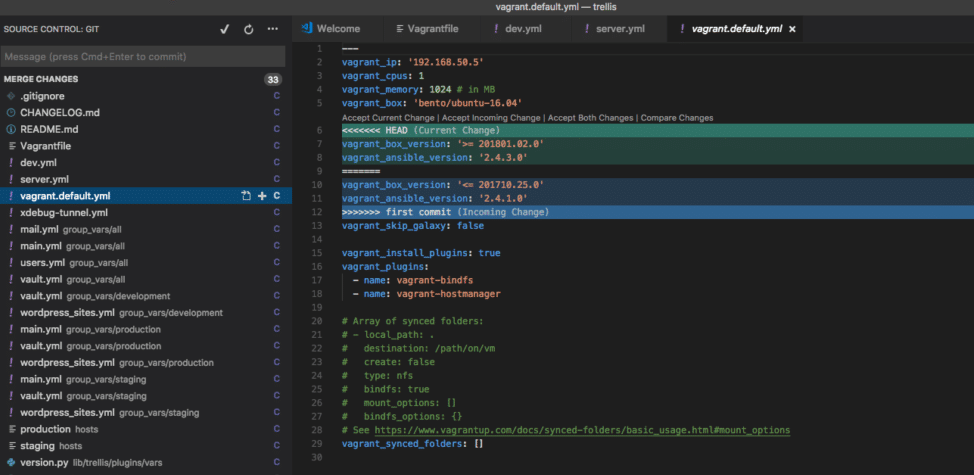 vagrant.default.yml — trellis
SOURCE CONTROL: GIT
Message (press Cmd+Enter to commit)
MERGE CHANGES 33
.gitignore C
CHANGELOG.md C
README.md C
Vagrantfile C
! dev.yml C
! server.yml C
! vagrant.default.yml C
! xdebug-tunnel.yml C
! mail.yml group_vars/all C
! main.yml group_vars/all C
! users.yml group_vars/all C
! vault.yml group_vars/all C
! vault.yml group_vars/development C
! wordpress_sites.yml group_vars/development C
! main.yml group_vars/production C
! vault.yml group_vars/production C
! wordpress_sites.yml group_vars/production C
! main.yml group_vars/staging C
! vault.yml group_vars/staging C
! wordpress_sites.yml group_vars/staging C
production hosts C
staging hosts C
version.py lib/trellis/plugins/vars C
Welcome Vagrantfile ! dev.yml ! server.yml ! vagrant.default.yml
1 ---
2 vagrant_ip: '192.168.50.5'
3 vagrant_cpus: 1
4 vagrant_memory: 1024 # in MB
5 vagrant_box: 'bento/ubuntu-16.04'
Accept Current Change | Accept Incoming Change | Accept Both Changes | Compare Changes
6 <<<<<<< HEAD (Current Change)
7 vagrant_box_version: '>= 201801.02.0'
8 vagrant_ansible_version: '2.4.3.0'
9 =======
10 vagrant_box_version: '<= 201710.25.0'
11 vagrant_ansible_version: '2.4.1.0'
12 >>>>>>> first commit (Incoming Change)
13 vagrant_skip_galaxy: false
14
15 vagrant_install_plugins: true
16 vagrant_plugins:
17 - name: vagrant-bindfs
18 - name: vagrant-hostmanager
19
20 # Array of synced folders:
21 # - local_path: .
22 # destination: /path/on/vm
23 # create: false
24 # type: nfs
25 # bindfs: true
26 # mount_options: []
27 # bindfs_options: {}
28 # See https://www.vagrantup.com/docs/synced-folders/basic_usage.html#mount_options
29 vagrant_synced_folders: []
30